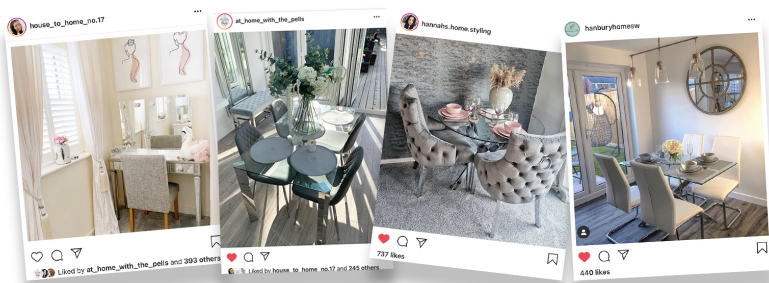 house_to_home_no.17
Liked by at_home_with_the_pells and 393 others
at_home_with_the_pells
Liked by house_to_home_no.17 and 245 others
hannahs.home.styling
737 likes
hanburyhomesw
440 likes